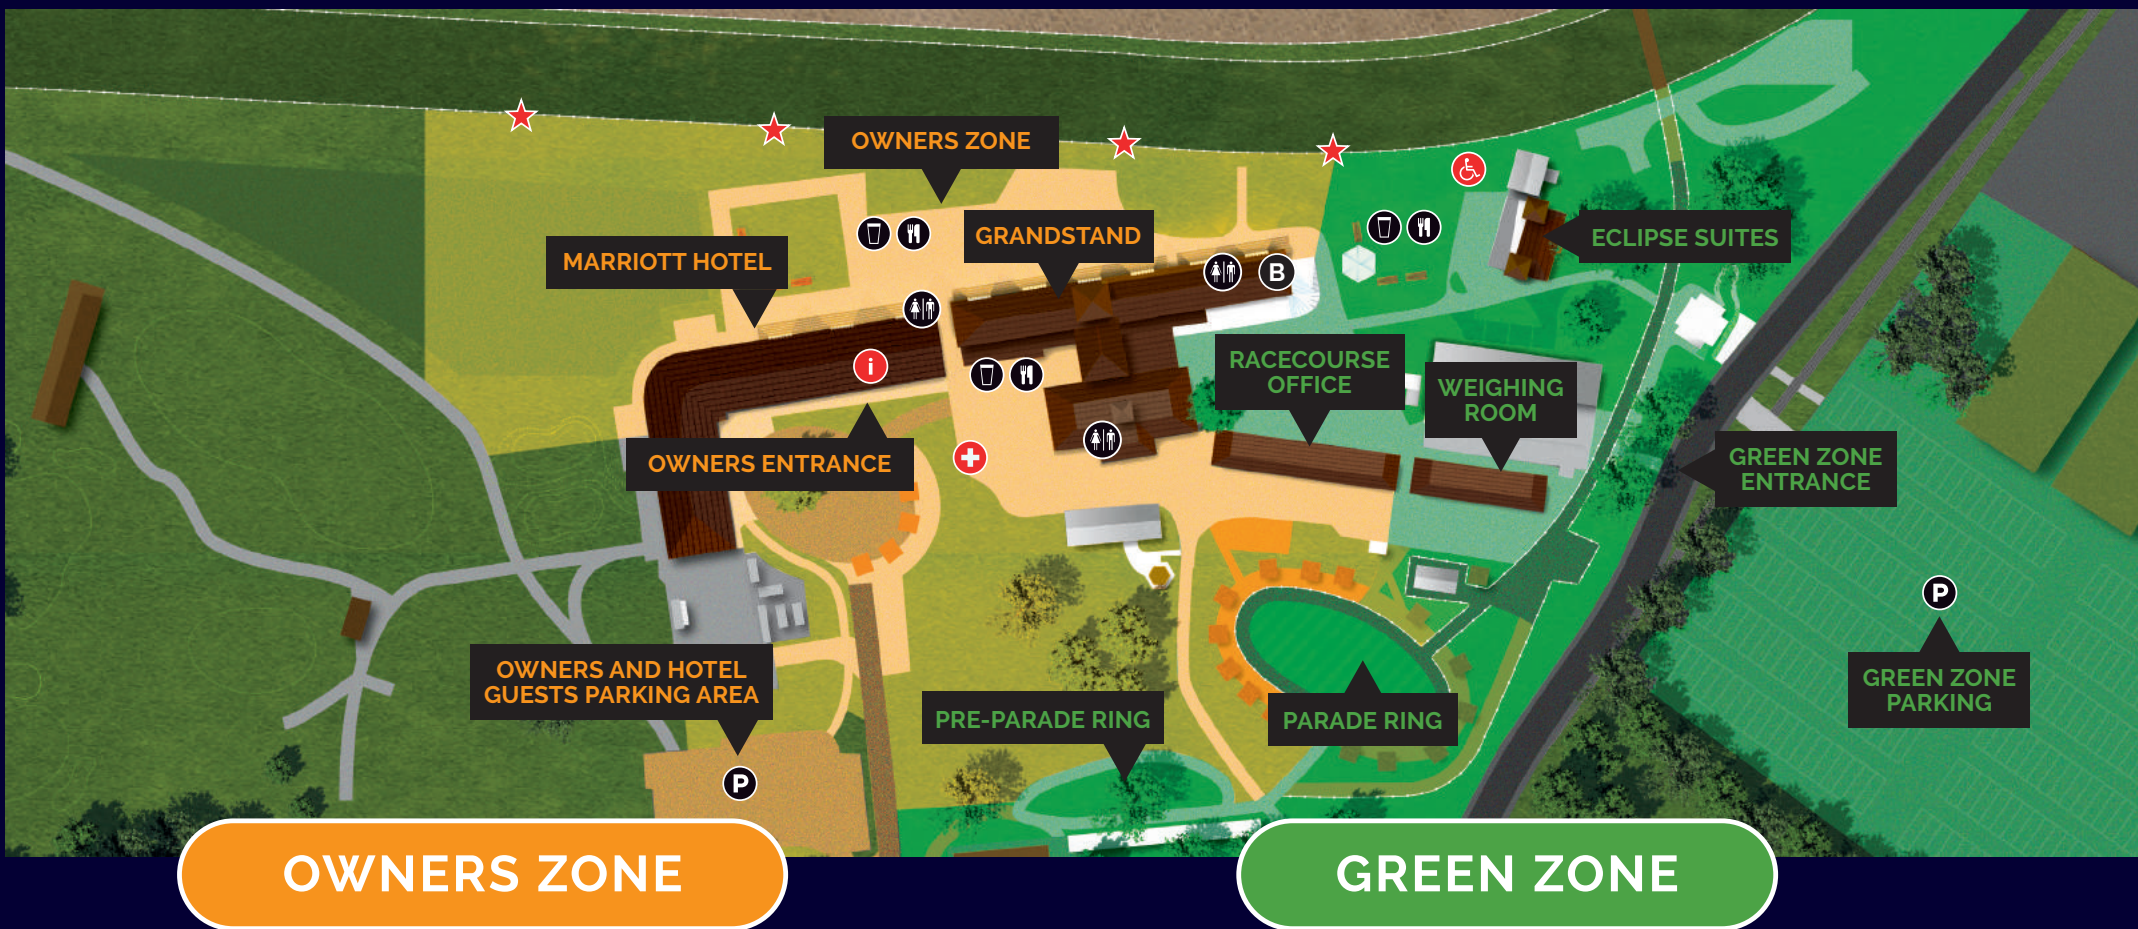 OWNERS ZONE
GRANDSTAND
MARRIOTT HOTEL
ECLIPSE SUITES
B
i
RACECOURSE
OFFICE
WEIGHING
ROOM
OWNERS ENTRANCE
GREEN ZONE
ENTRANCE
P
OWNERS AND HOTEL
GUESTS PARKING AREA
GREEN ZONE
PARKING
PRE-PARADE RING
PARADE RING
P
OWNERS ZONE
GREEN ZONE